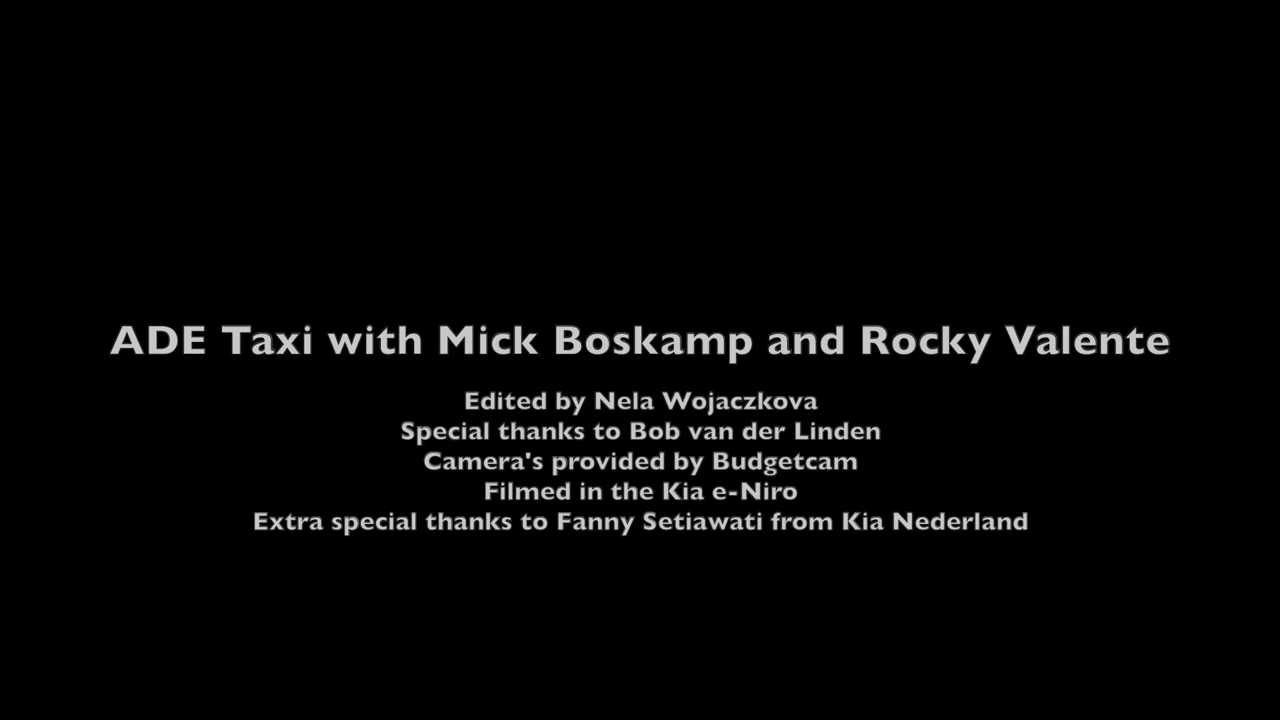 ADE Taxi with Mick Boskamp and Rocky Valente
Edited by Nela Wojaczkova
Special thanks to Bob van der Linden
Camera's provided by Budgetcam
Filmed in the Kia e-Niro
Extra special thanks to Fanny Setiawati from Kia Nederland